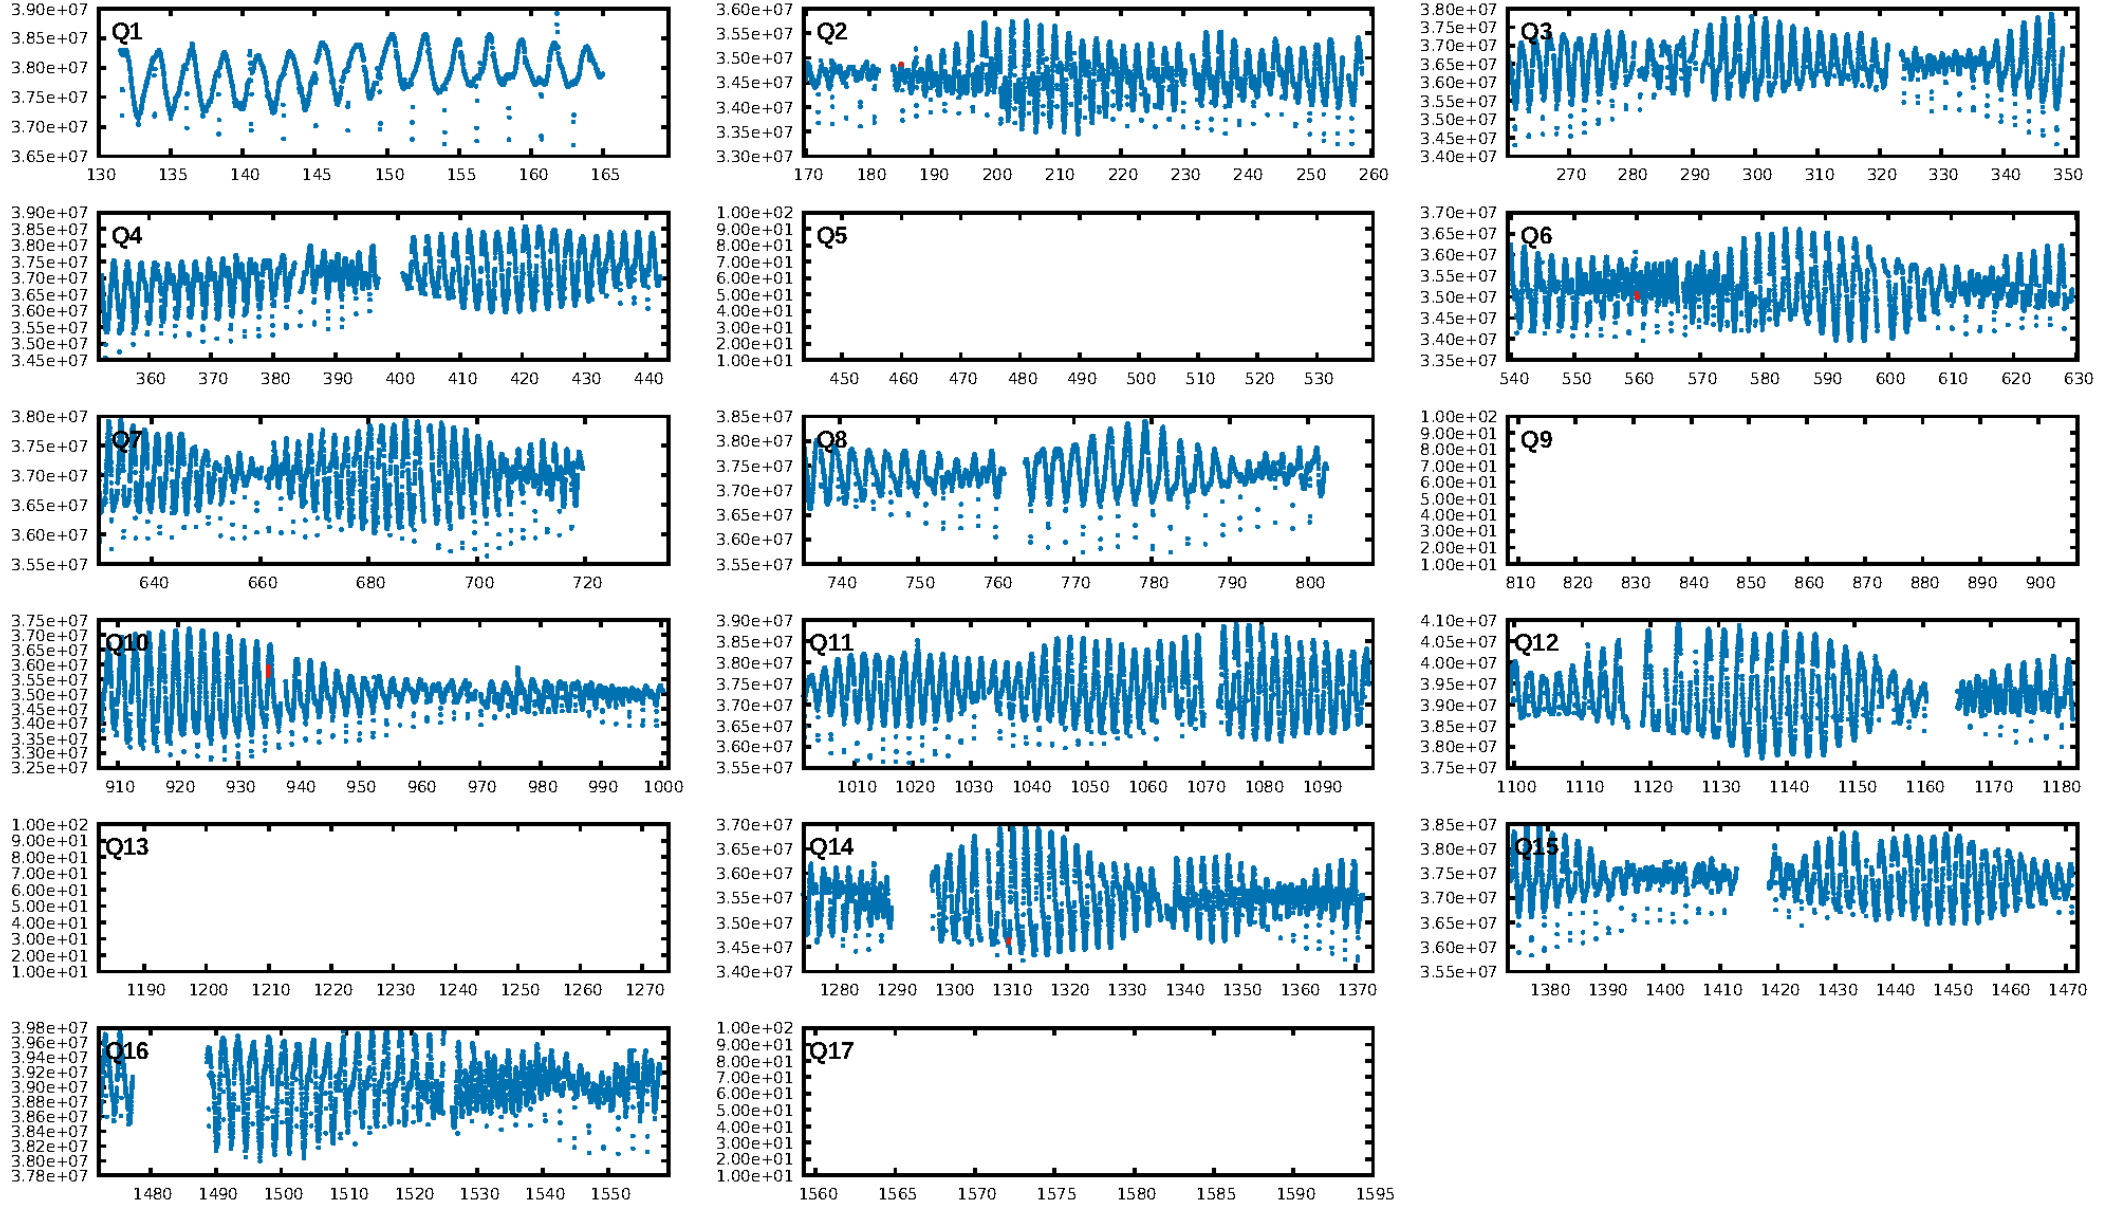 Q1
3.90e+07
3.85e+07
3.80e+07
3.75e+07
3.70e+07
3.65e+07
130 135 140 145 150 155 160 165
Q2
3.60e+07
3.55e+07
3.50e+07
3.45e+07
3.40e+07
3.35e+07
3.30e+07
170 180 190 200 210 220 230 240 250 260
Q3
3.80e+07
3.75e+07
3.70e+07
3.65e+07
3.60e+07
3.55e+07
3.50e+07
3.45e+07
3.40e+07
270 280 290 300 310 320 330 340 350
Q4
3.90e+07
3.85e+07
3.80e+07
3.75e+07
3.70e+07
3.65e+07
3.60e+07
3.55e+07
3.50e+07
3.45e+07
360 370 380 390 400 410 420 430 440
Q5
1.00e+02
9.00e+01
8.00e+01
7.00e+01
6.00e+01
5.00e+01
4.00e+01
3.00e+01
2.00e+01
1.00e+01
450 460 470 480 490 500 510 520 530
Q6
3.70e+07
3.65e+07
3.60e+07
3.55e+07
3.50e+07
3.45e+07
3.40e+07
3.35e+07
540 550 560 570 580 590 600 610 620 630
Q7
3.80e+07
3.75e+07
3.70e+07
3.65e+07
3.60e+07
3.55e+07
640 660 680 700 720
Q8
3.85e+07
3.80e+07
3.75e+07
3.70e+07
3.65e+07
3.60e+07
3.55e+07
740 750 760 770 780 790 800
Q9
1.00e+02
9.00e+01
8.00e+01
7.00e+01
6.00e+01
5.00e+01
4.00e+01
3.00e+01
2.00e+01
1.00e+01
810 820 830 840 850 860 870 880 890 900
Q10
3.75e+07
3.70e+07
3.65e+07
3.60e+07
3.55e+07
3.50e+07
3.45e+07
3.40e+07
3.35e+07
3.30e+07
3.25e+07
910 920 930 940 950 960 970 980 990 1000
Q11
3.90e+07
3.85e+07
3.80e+07
3.75e+07
3.70e+07
3.65e+07
3.60e+07
3.55e+07
1010 1020 1030 1040 1050 1060 1070 1080 1090
Q12
4.10e+07
4.05e+07
4.00e+07
3.95e+07
3.90e+07
3.85e+07
3.80e+07
3.75e+07
1100 1110 1120 1130 1140 1150 1160 1170 1180
Q13
1.00e+02
9.00e+01
8.00e+01
7.00e+01
6.00e+01
5.00e+01
4.00e+01
3.00e+01
2.00e+01
1.00e+01
1190 1200 1210 1220 1230 1240 1250 1260 1270
Q14
3.70e+07
3.65e+07
3.60e+07
3.55e+07
3.50e+07
3.45e+07
3.40e+07
1280 1290 1300 1310 1320 1330 1340 1350 1360 1370
Q15
3.85e+07
3.80e+07
3.75e+07
3.70e+07
3.65e+07
3.60e+07
3.55e+07
1380 1390 1400 1410 1420 1430 1440 1450 1460 1470
Q16
3.98e+07
3.96e+07
3.94e+07
3.92e+07
3.90e+07
3.88e+07
3.86e+07
3.84e+07
3.82e+07
3.80e+07
3.78e+07
1480 1490 1500 1510 1520 1530 1540 1550
Q17
1.00e+02
9.00e+01
8.00e+01
7.00e+01
6.00e+01
5.00e+01
4.00e+01
3.00e+01
2.00e+01
1.00e+01
1560 1565 1570 1575 1580 1585 1590 1595